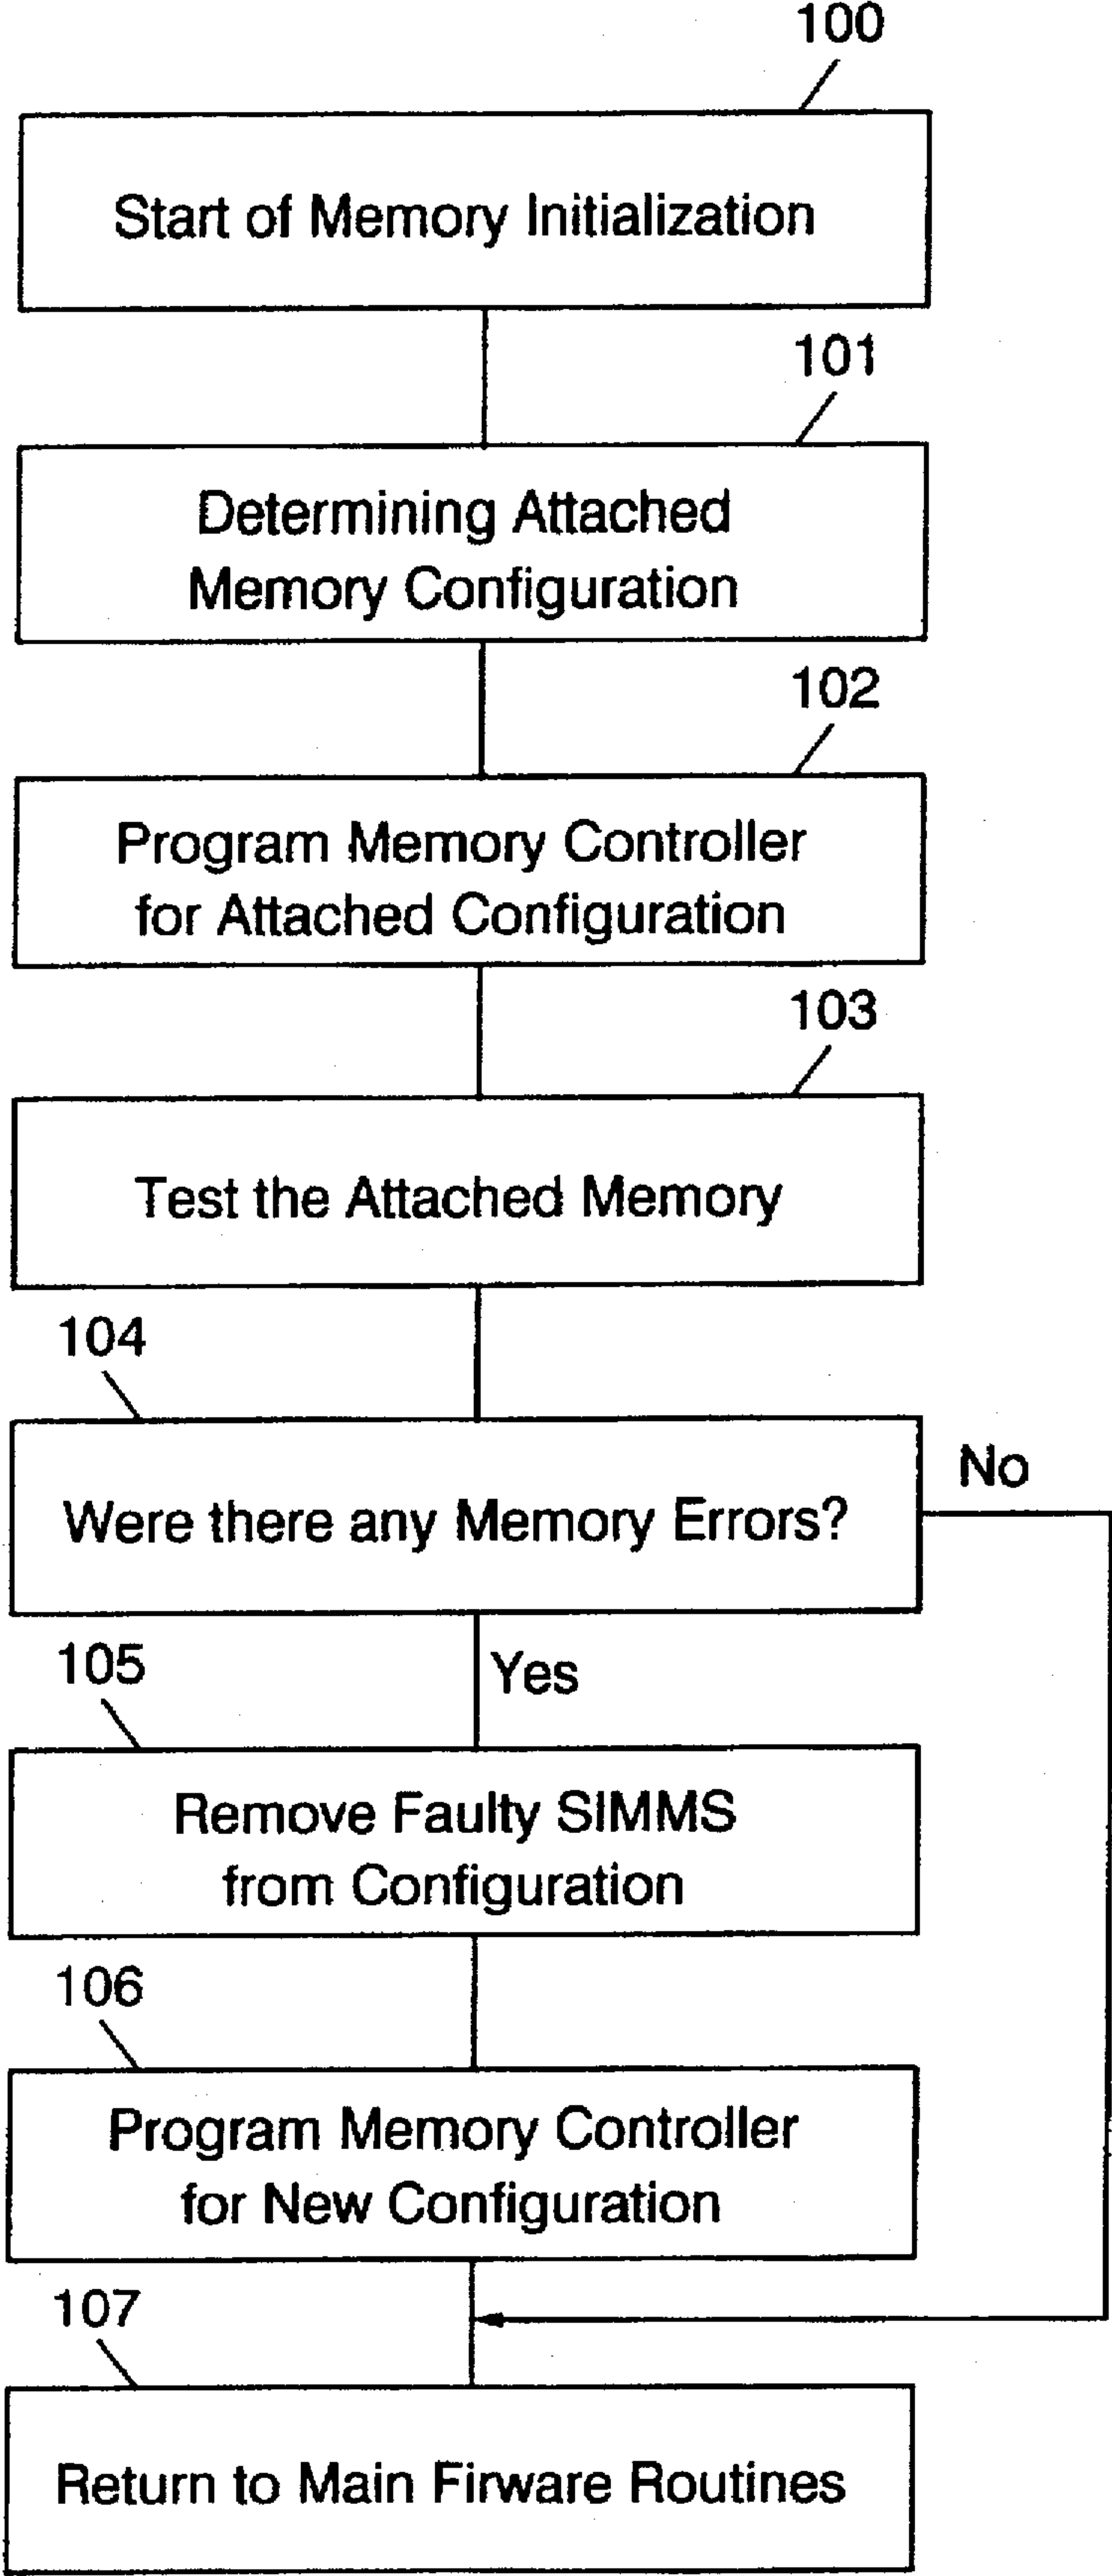 100
Start of Memory Initialization
101
Determining Attached
Memory Configuration
102
Program Memory Controller
for Attached Configuration
103
Test the Attached Memory
104
Were there any Memory Errors?
No
Yes
105
Remove Faulty SIMMS
from Configuration
106
Program Memory Controller
for New Configuration
107
Return to Main Firware Routines